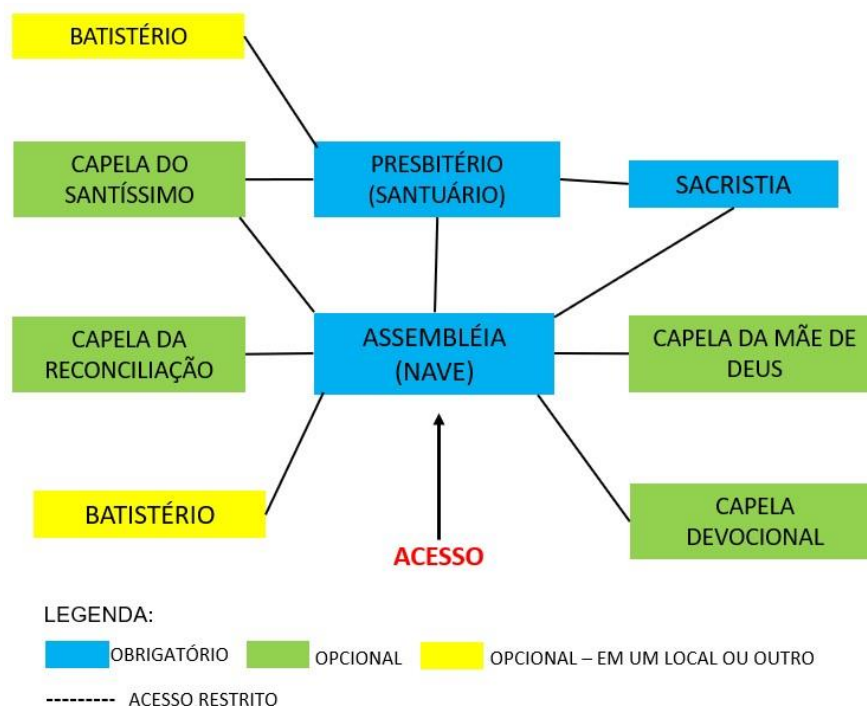 BATISTÉRIO
CAPELA DO
SANTÍSSIMO
PRESBITÉRIO
(SANTUÁRIO)
SACRISTIA
CAPELA DA
RECONCILIAÇÃO
ASSEMBLÉIA
(NAVE)
CAPELA DA MÃE DE
DEUS
BATISTÉRIO
CAPELA
DEVOCIONAL
ACESSO
LEGENDA:
OBRIGATÓRIO
OPCIONAL
OPCIONAL – EM UM LOCAL OU OUTRO
ACESSO RESTRITO